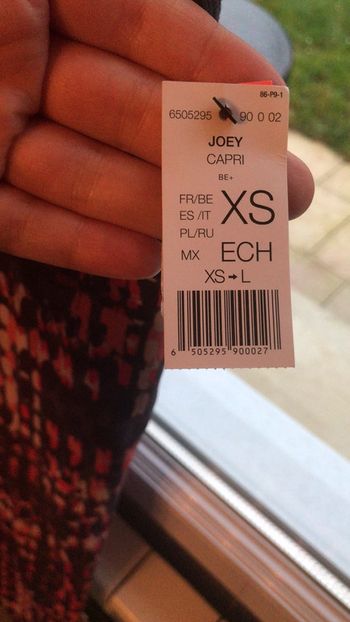 86-P9-1
6505295 90 0 02
JOEY
CAPRI
BE+
FR/BE
ES /IT
PL/RU
XS
MX ECH
XS→L
6 505295 900027